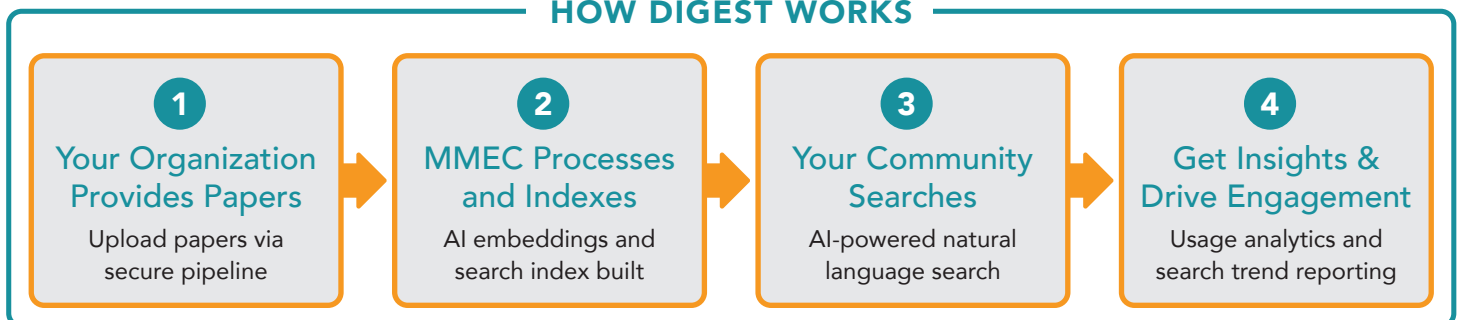 HOW DIGEST WORKS
1
Your Organization
Provides Papers
Upload papers via
secure pipeline
2
MMEC Processes
and Indexes
AI embeddings and
search index built
3
Your Community
Searches
AI-powered natural
language search
4
Get Insights &
Drive Engagement
Usage analytics and
search trend reporting